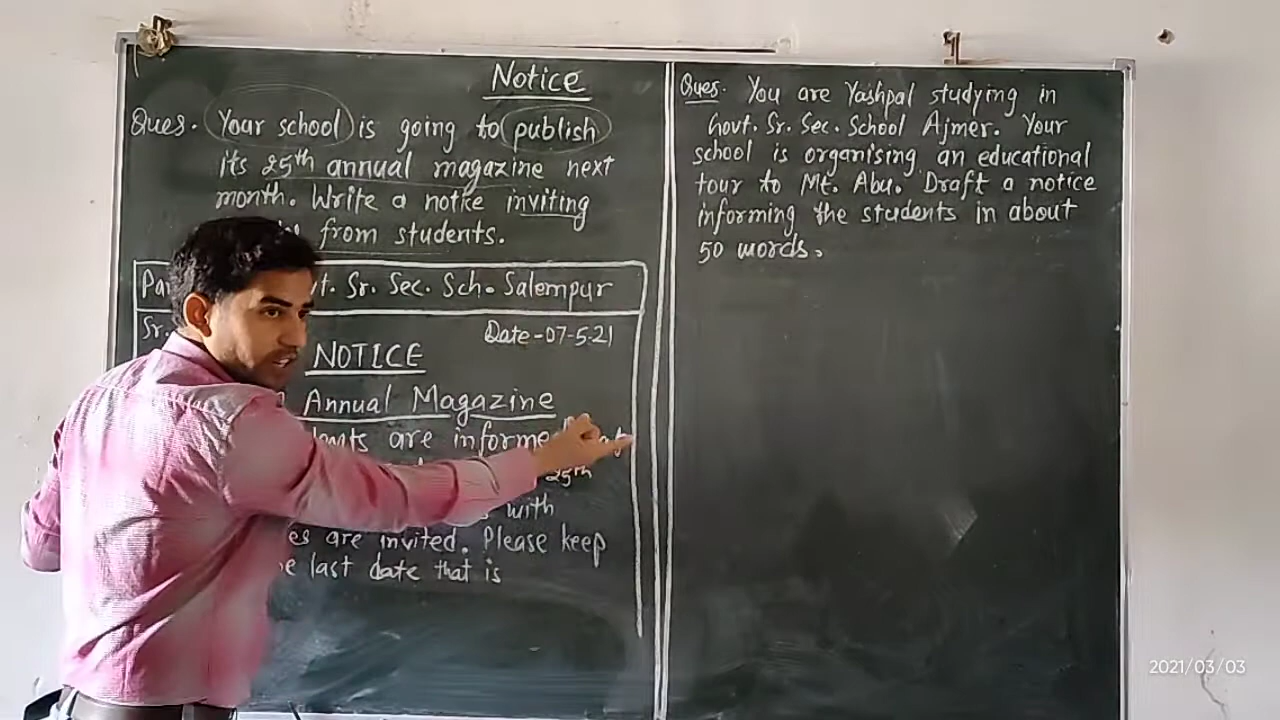 Notice
Ques. Your school is going to publish
its 25th annual magazine next
month. Write a notice inviting
from students.
Sr. Sec. Sch. Salempur
Sr.
Date-07-5-21
NOTICE
Annual Magazine
are informed
25th
with
are invited. Please keep
last date that is
Ques. You are Yashpal studying in
Govt. Sr. Sec. School Ajmer. Your
school is organising an educational
tour to Mt. Abu. Draft a notice
informing the students in about
50 words.
2021/03/03